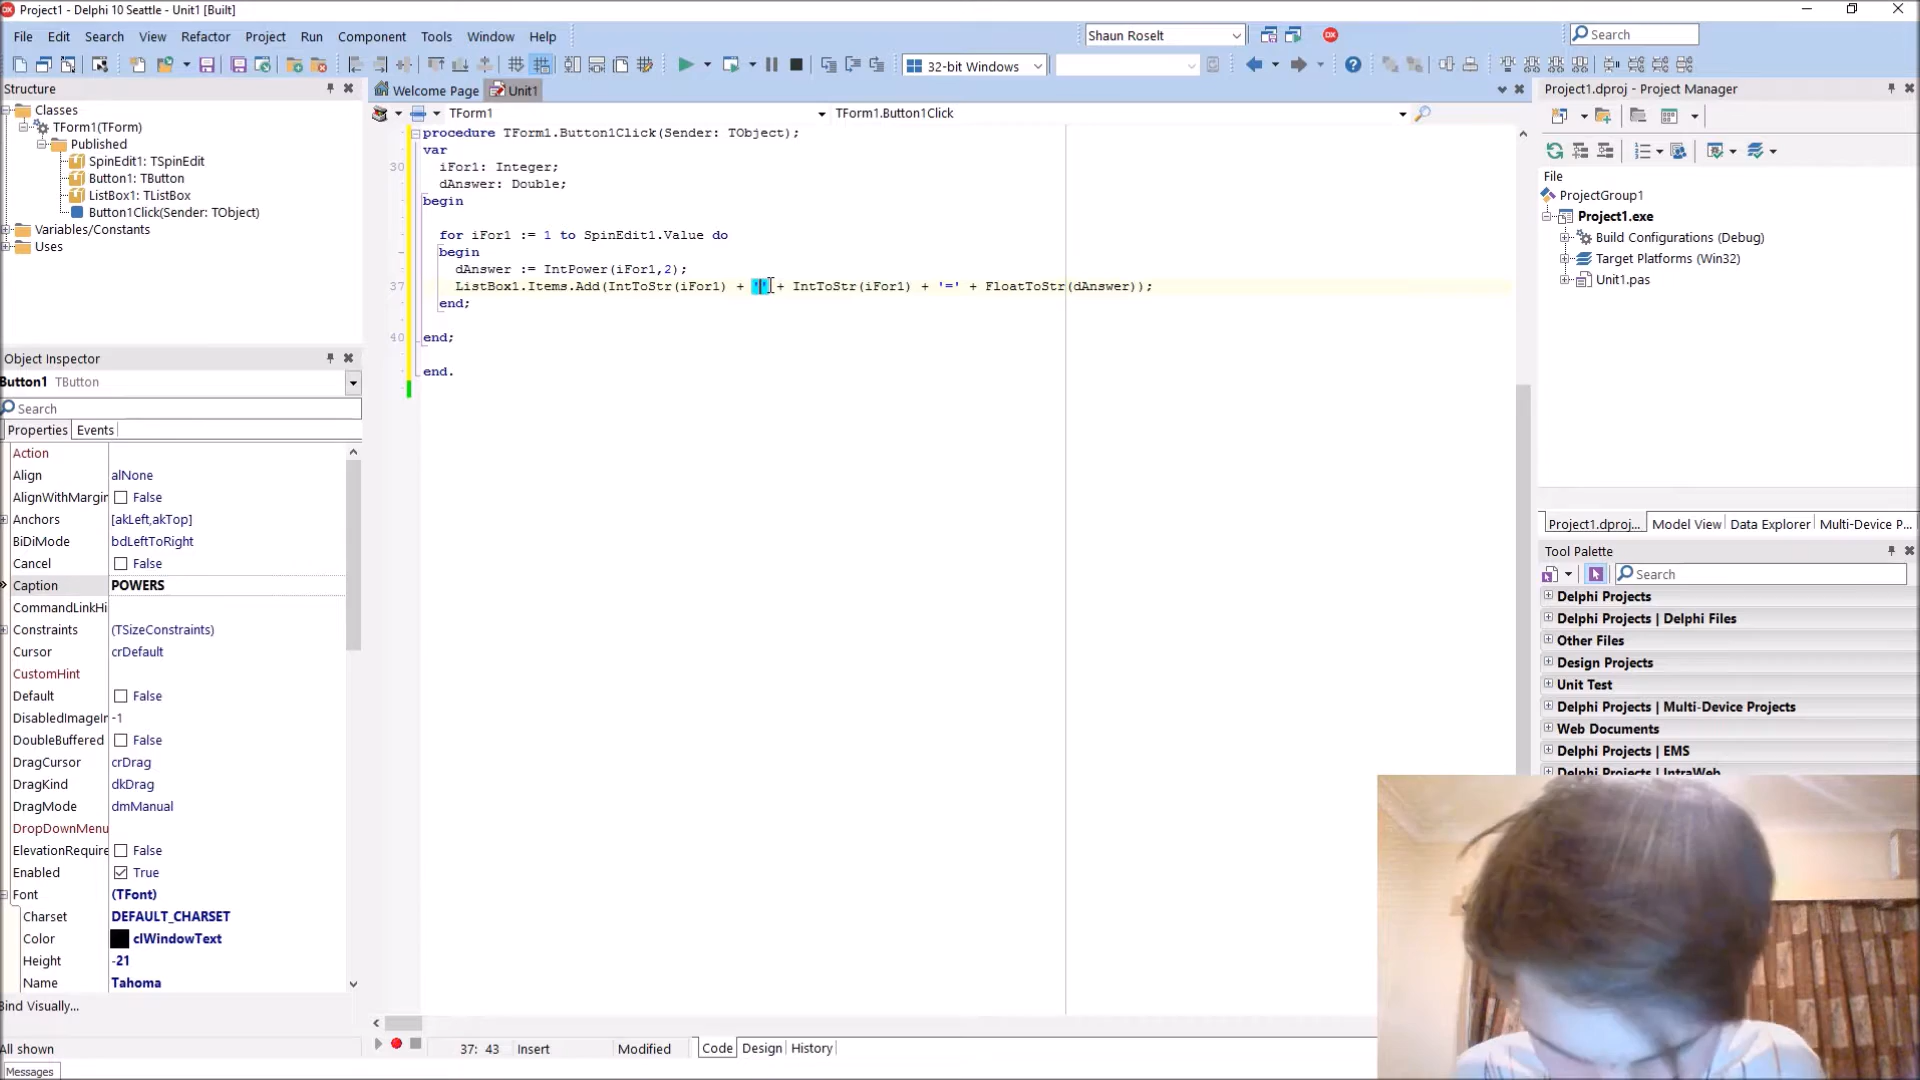 Project1 - Delphi 10 Seattle - Unit1 [Built]
File Edit Search View Refactor Project Run Component Tools Window Help
Shaun Roselt
Search
32-bit Windows
Structure
Classes
TForm1(TForm)
Published
SpinEdit1: TSpinEdit
Button1: TButton
ListBox1: TListBox
Button1Click(Sender: TObject)
Variables/Constants
Uses
Object Inspector
Button1 TButton
Search
Properties Events
Action
Align alNone
AlignWithMargin False
Anchors [akLeft,akTop]
BiDiMode bdLeftToRight
Cancel False
Caption POWERS
CommandLinkHi
Constraints (TSizeConstraints)
Cursor crDefault
CustomHint
Default False
DisabledImageIr -1
DoubleBuffered False
DragCursor crDrag
DragKind dkDrag
DragMode dmManual
DropDownMenu
ElevationRequire False
Enabled True
Font (TFont)
Charset DEFAULT_CHARSET
Color clWindowText
Height -21
Name Tahoma
Bind Visually...
All shown
Messages
Welcome Page Unit1
TForm1 TForm1.Button1Click
procedure TForm1.Button1Click(Sender: TObject);
var
30 iFor1: Integer;
dAnswer: Double;
begin
for iFor1 := 1 to SpinEdit1.Value do
begin
dAnswer := IntPower(iFor1,2);
37 ListBox1.Items.Add(IntToStr(iFor1) + '' + IntToStr(iFor1) + '=' + FloatToStr(dAnswer));
end;
40 end;
end.
37: 43 Insert Modified Code Design History
Project1.dproj - Project Manager
File
ProjectGroup1
Project1.exe
Build Configurations (Debug)
Target Platforms (Win32)
Unit1.pas
Project1.dproj... Model View Data Explorer Multi-Device P...
Tool Palette
Search
Delphi Projects
Delphi Projects | Delphi Files
Other Files
Design Projects
Unit Test
Delphi Projects | Multi-Device Projects
Web Documents
Delphi Projects | EMS
Delphi Projects | IntraWeb